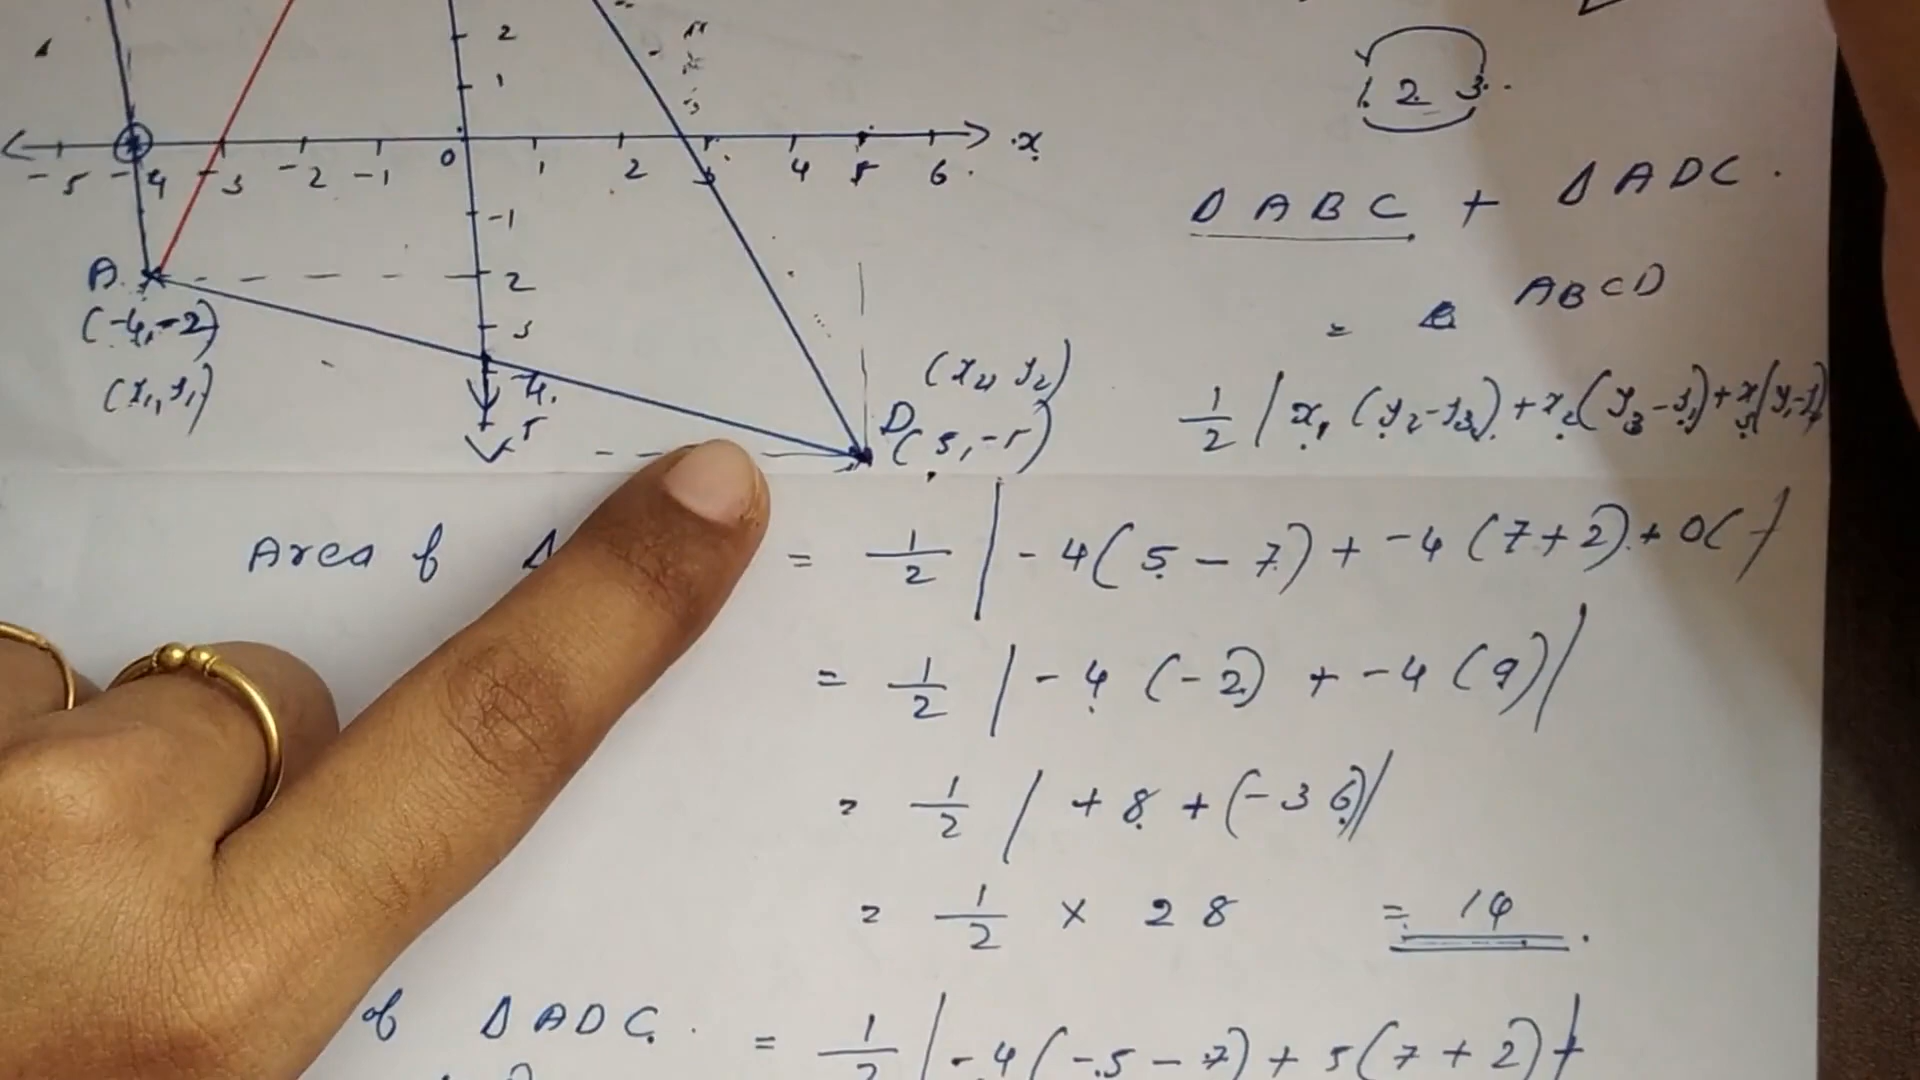 2
1
1 2 3
x
-5 -4 -3 -2 -1 0 1 2 3 4 5 6
Δ ABC + Δ ADC
-1
A
2
= ABCD
(-4, -2)
3
(x₁, y₁)
(x₂, y₂)
-4
D
5
(5, -5)
1/2 | x₁ (y₂-y₃) + x₂ (y₃-y₁) + x₃ (y₁-y₂)
Area of Δ = 1/2 | -4 (5 - 7) + -4 (7+2) + 0( |
= 1/2 | -4 (-2) + -4 (9) |
= 1/2 | +8 + (-36) |
= 1/2 × 28 = 14
of Δ ADC = 1/2 | -4 (-5 - 7) + 5 (7 + 2) +